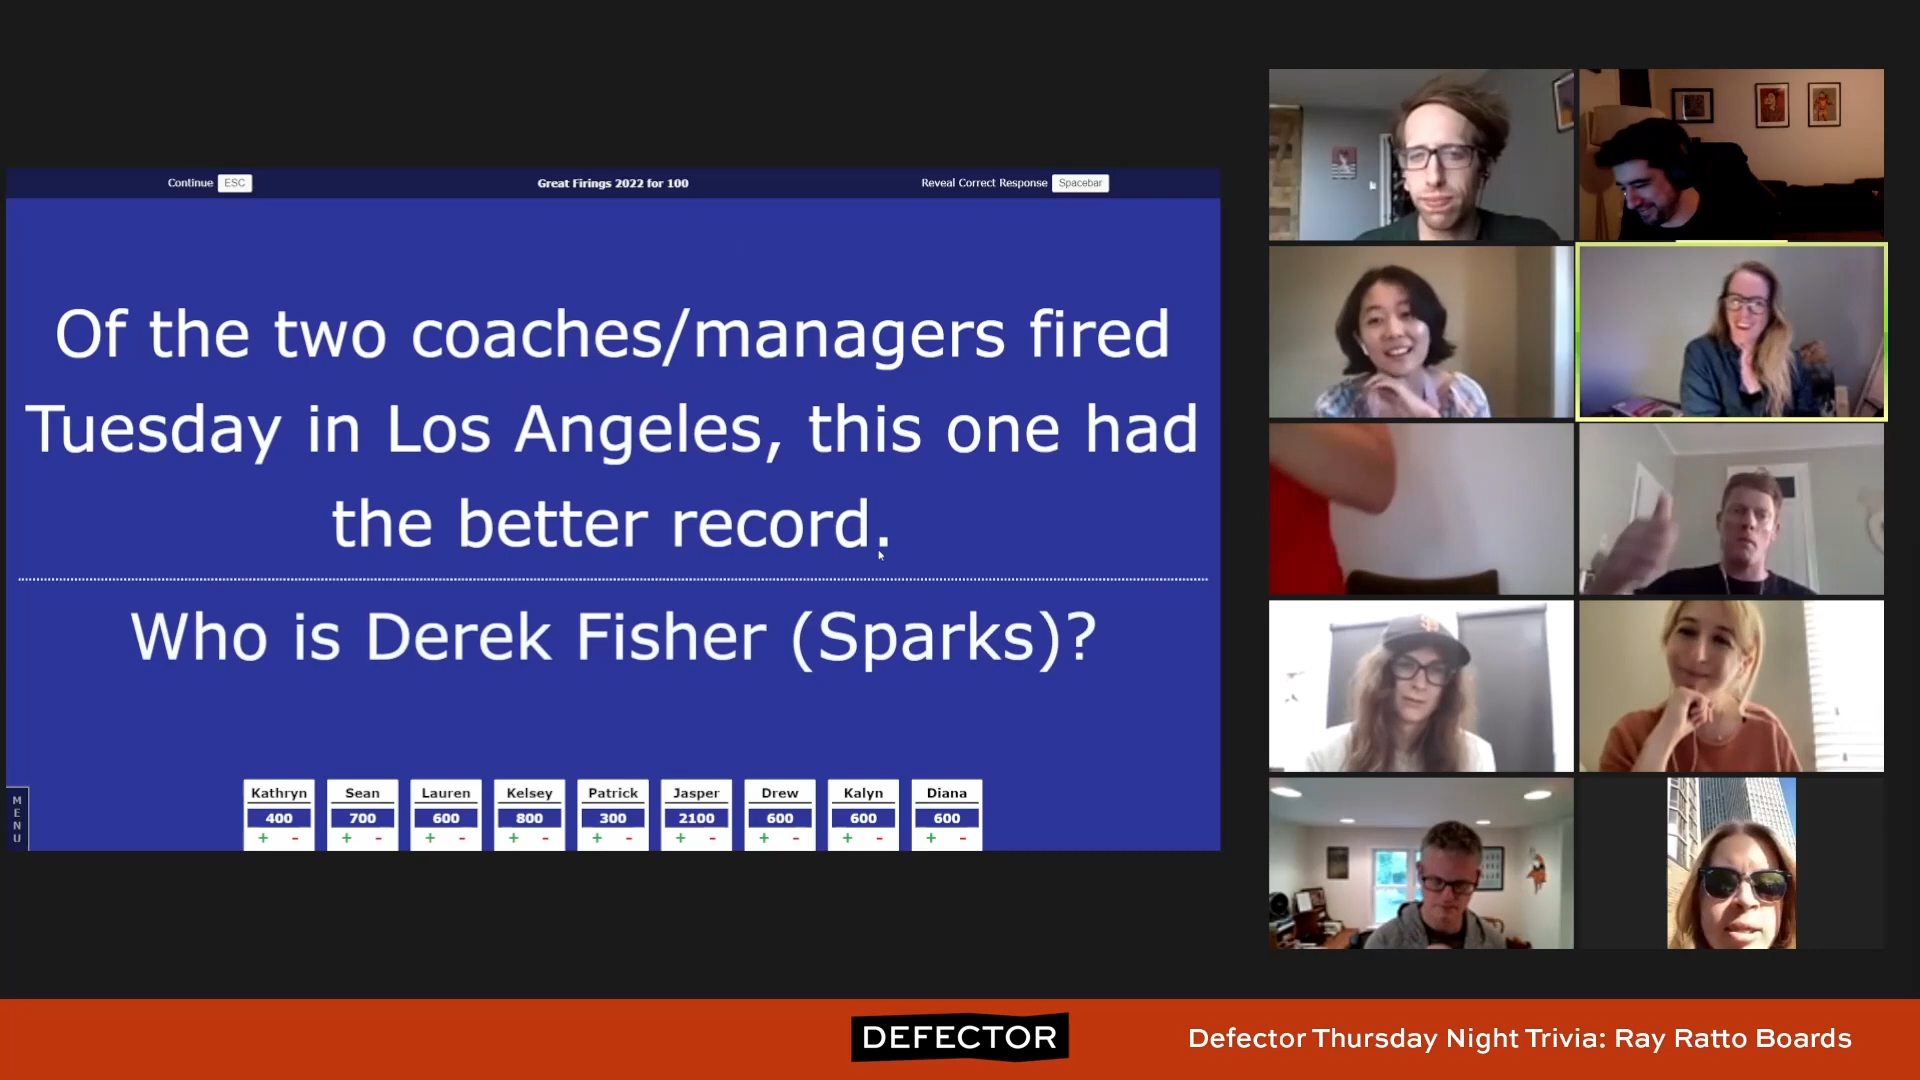 Continue ESC
Great Firings 2022 for 100
Reveal Correct Response Spacebar
Of the two coaches/managers fired
Tuesday in Los Angeles, this one had
the better record.
Who is Derek Fisher (Sparks)?
MENU
Kathryn Sean Lauren Kelsey Patrick Jasper Drew Kalyn Diana
400 700 600 800 300 2100 600 600 600
+ - + - + - + - + - + - + - + - + -
DEFECTOR
Defector Thursday Night Trivia: Ray Ratto Boards